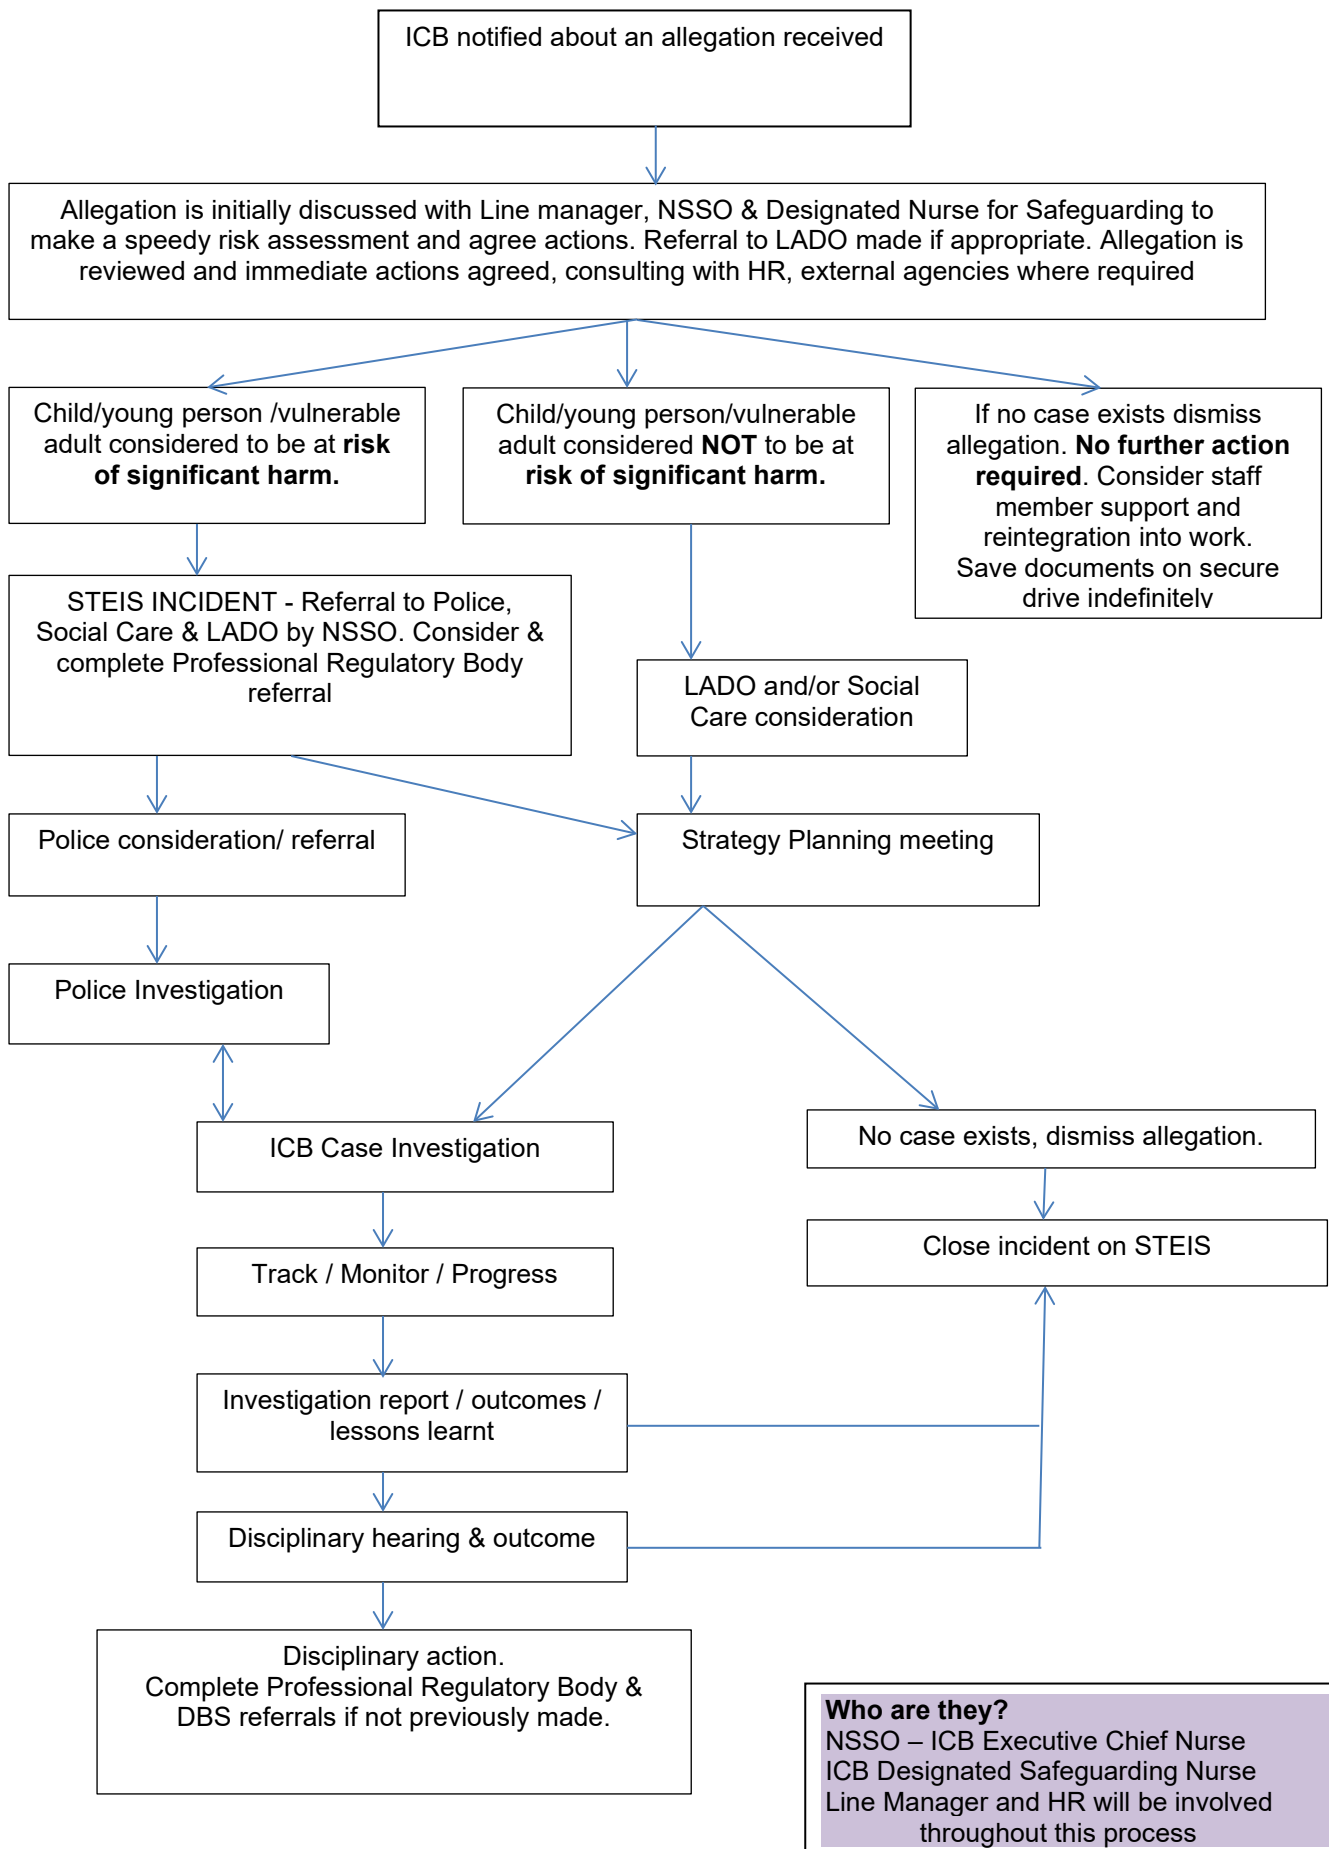 ICB notified about an allegation received
Allegation is initially discussed with Line manager, NSSO & Designated Nurse for Safeguarding to
make a speedy risk assessment and agree actions. Referral to LADO made if appropriate. Allegation is
reviewed and immediate actions agreed, consulting with HR, external agencies where required
Child/young person /vulnerable
adult considered to be at risk
of significant harm.
Child/young person/vulnerable
adult considered NOT to be at
risk of significant harm.
If no case exists dismiss
allegation. No further action
required. Consider staff
member support and
reintegration into work.
Save documents on secure
drive indefinitely
STEIS INCIDENT - Referral to Police,
Social Care & LADO by NSSO. Consider &
complete Professional Regulatory Body
referral
LADO and/or Social
Care consideration
Police consideration/ referral
Strategy Planning meeting
Police Investigation
ICB Case Investigation
No case exists, dismiss allegation.
Close incident on STEIS
Track / Monitor / Progress
Investigation report / outcomes /
lessons learnt
Disciplinary hearing & outcome
Disciplinary action.
Complete Professional Regulatory Body &
DBS referrals if not previously made.
Who are they?
NSSO – ICB Executive Chief Nurse
ICB Designated Safeguarding Nurse
Line Manager and HR will be involved
throughout this process